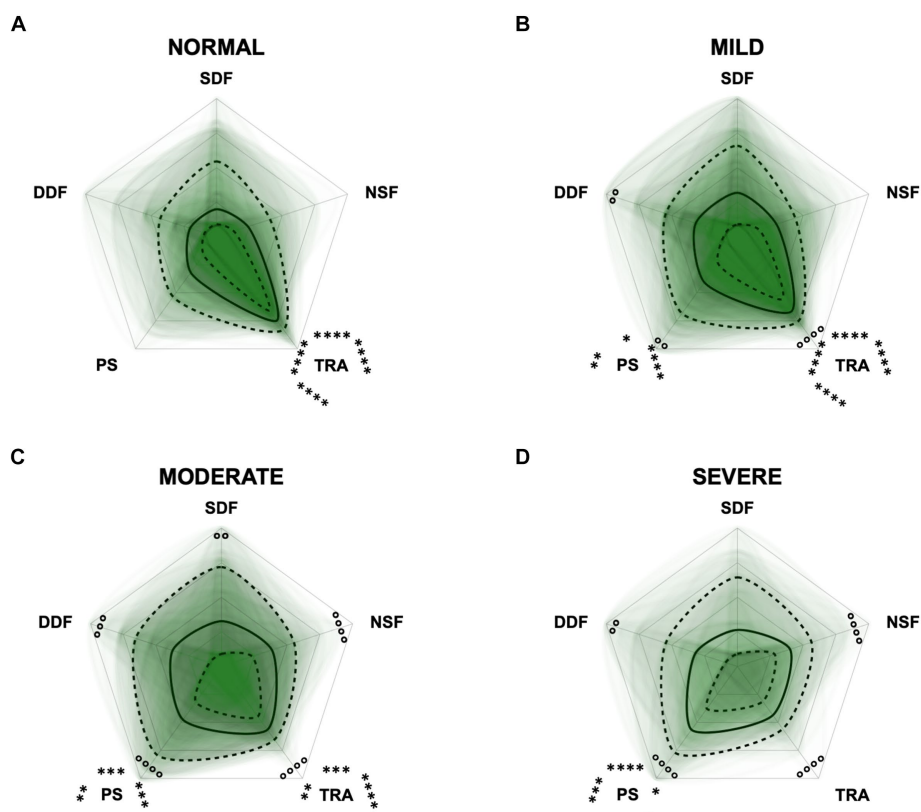 A
NORMAL
SDF
DDF
NSF
PS
TRA
B
MILD
SDF
DDF
NSF
PS
TRA
C
MODERATE
SDF
DDF
NSF
PS
TRA
D
SEVERE
SDF
DDF
NSF
PS
TRA